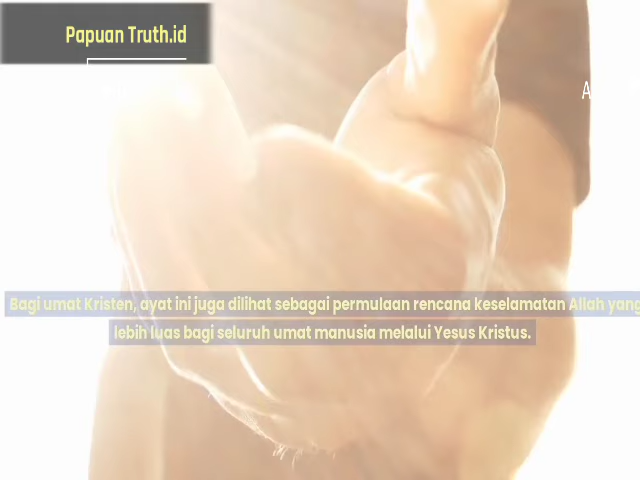 Papuan Truth.id
A
Bagi umat Kristen, ayat ini juga dilihat sebagai permulaan rencana keselamatan Allah yang
lebih luas bagi seluruh umat manusia melalui Yesus Kristus.